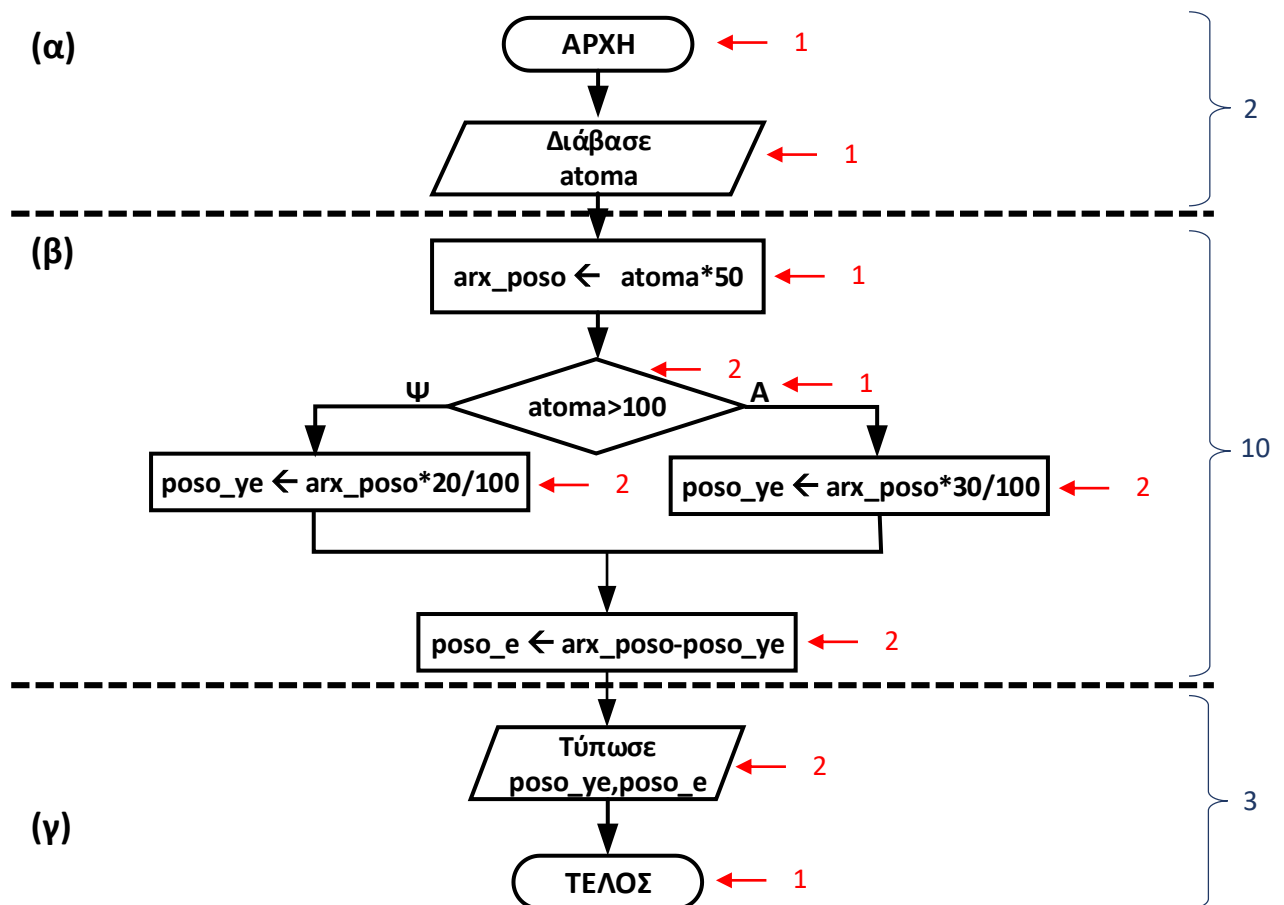 (α)
ΑΡΧΗ
1
2
Διάβασε
atoma
1
(β)
arx_poso ← atoma*50
1
2
Ψ
atoma>100
Α
1
10
poso_ye ← arx_poso*20/100
2
poso_ye ← arx_poso*30/100
2
poso_e ← arx_poso-poso_ye
2
Τύπωσε
poso_ye,poso_e
2
3
(γ)
ΤΕΛΟΣ
1